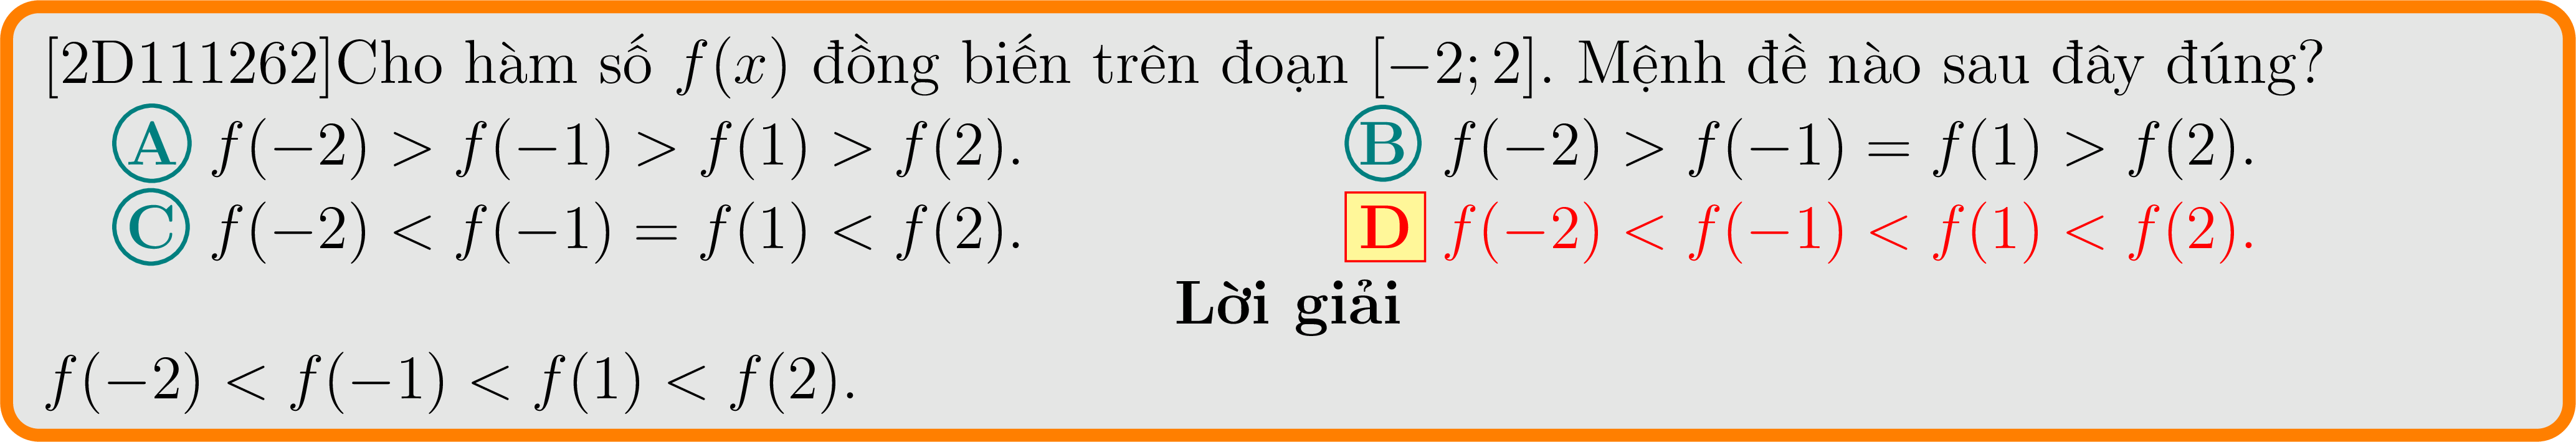 [2D111262]Cho hàm số f(x) đồng biến trên đoạn [−2; 2]. Mệnh đề nào sau đây đúng?
A f(−2) > f(−1) > f(1) > f(2). B f(−2) > f(−1) = f(1) > f(2).
C f(−2) < f(−1) = f(1) < f(2). D f(−2) < f(−1) < f(1) < f(2).
Lời giải
f(−2) < f(−1) < f(1) < f(2).